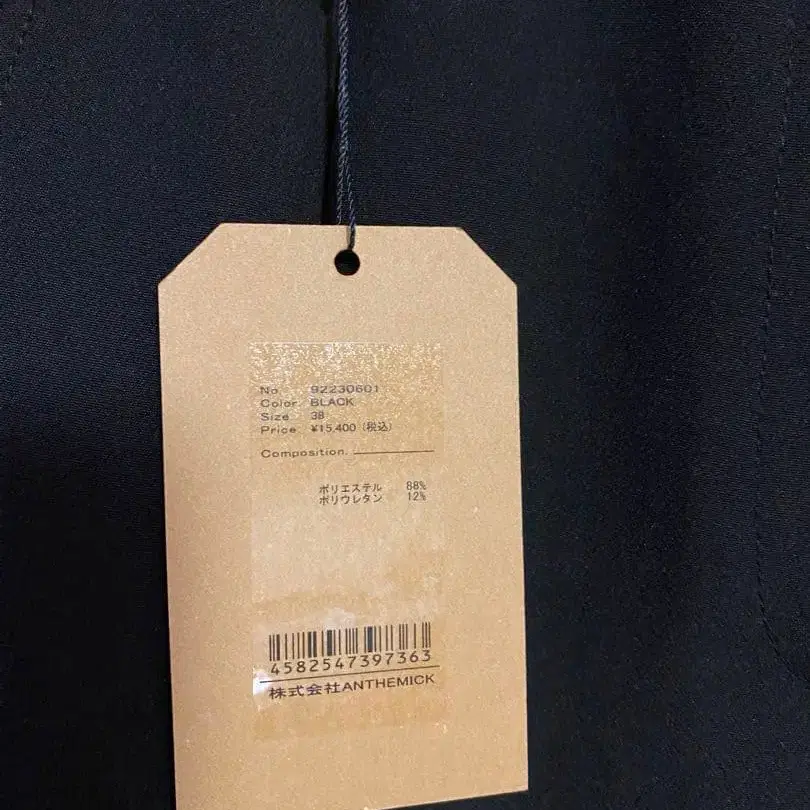 No. 92230601
Color. BLACK
Size 38
Price. ¥15,400 (税込)
Composition.
ポリエステル 88%
ポリウレタン 12%
4582547397363
株式会社ANTHEMICK